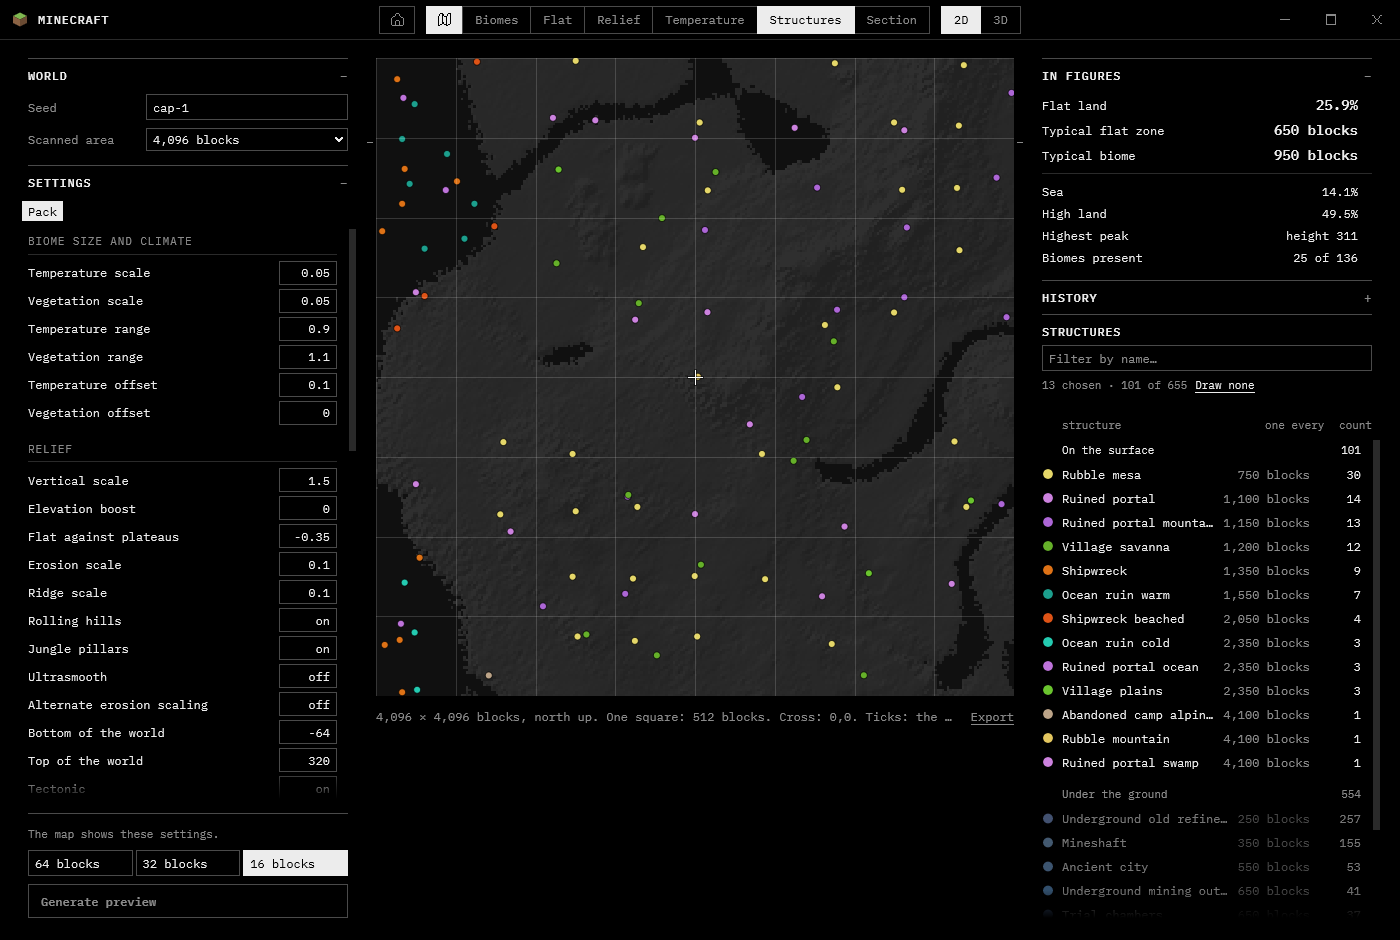 MINECRAFT
Biomes Flat Relief Temperature Structures Section 2D 3D
WORLD
Seed cap-1
Scanned area 4,096 blocks
SETTINGS
Pack
BIOME SIZE AND CLIMATE
Temperature scale 0.05
Vegetation scale 0.05
Temperature range 0.9
Vegetation range 1.1
Temperature offset 0.1
Vegetation offset 0
RELIEF
Vertical scale 1.5
Elevation boost 0
Flat against plateaus -0.35
Erosion scale 0.1
Ridge scale 0.1
Rolling hills on
Jungle pillars on
Ultrasmooth off
Alternate erosion scaling off
Bottom of the world -64
Top of the world 320
Tectonic on
The map shows these settings.
64 blocks 32 blocks 16 blocks
Generate preview
4,096 × 4,096 blocks, north up. One square: 512 blocks. Cross: 0,0. Ticks: the … Export
IN FIGURES
Flat land 25.9%
Typical flat zone 650 blocks
Typical biome 950 blocks
Sea 14.1%
High land 49.5%
Highest peak height 311
Biomes present 25 of 136
HISTORY
STRUCTURES
Filter by name…
13 chosen · 101 of 655 Draw none
structure one every count
On the surface 101
Rubble mesa 750 blocks 30
Ruined portal 1,100 blocks 14
Ruined portal mounta… 1,150 blocks 13
Village savanna 1,200 blocks 12
Shipwreck 1,350 blocks 9
Ocean ruin warm 1,550 blocks 7
Shipwreck beached 2,050 blocks 4
Ocean ruin cold 2,350 blocks 3
Ruined portal ocean 2,350 blocks 3
Village plains 2,350 blocks 3
Abandoned camp alpin… 4,100 blocks 1
Rubble mountain 4,100 blocks 1
Ruined portal swamp 4,100 blocks 1
Under the ground 554
Underground old refine… 250 blocks 257
Mineshaft 350 blocks 155
Ancient city 550 blocks 53
Underground mining out… 650 blocks 41
Trial chambers 650 blocks 37